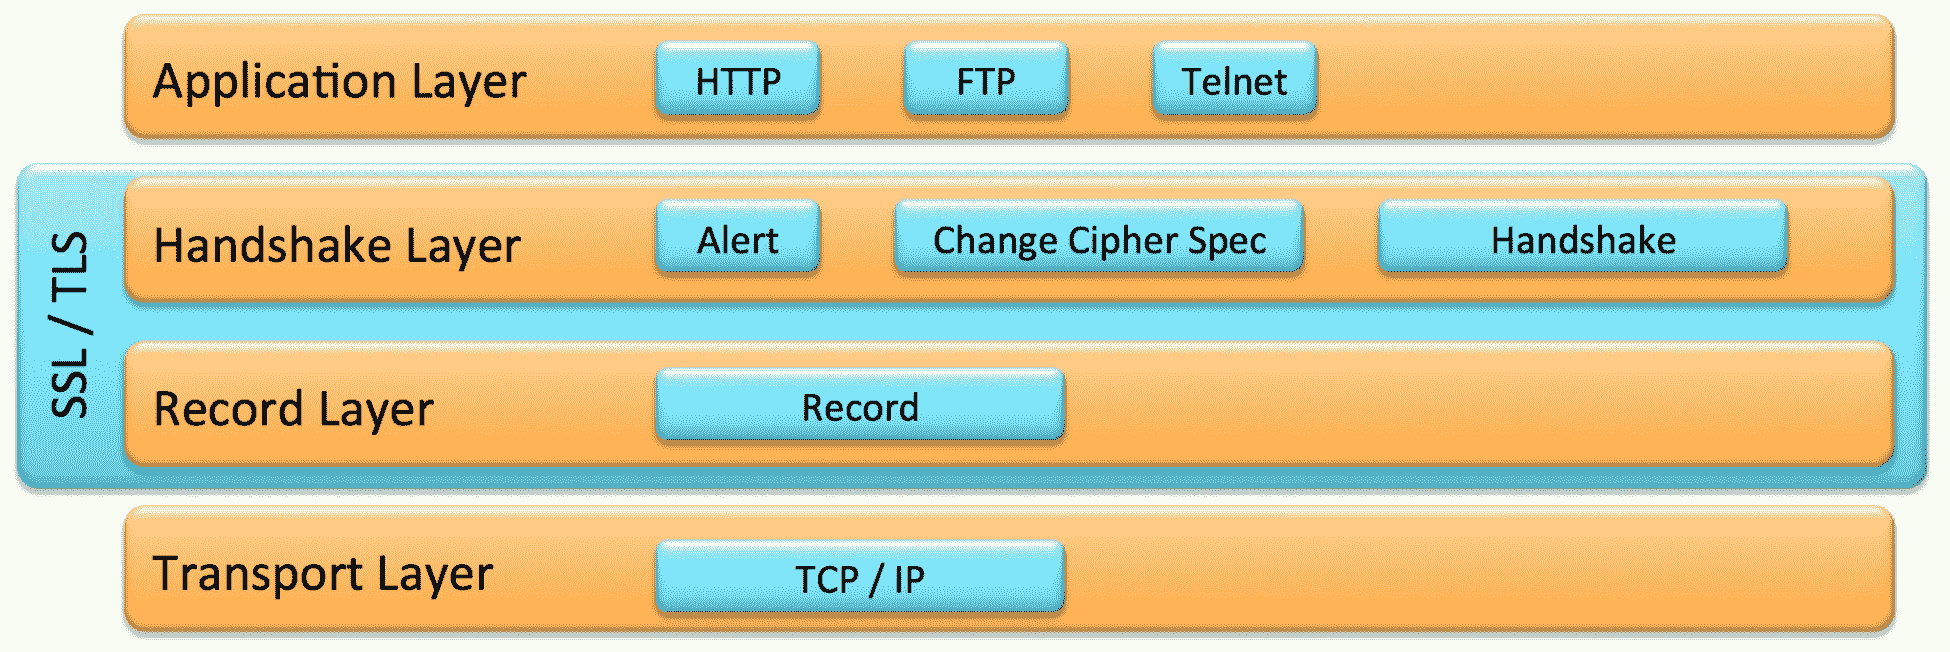 Application Layer HTTP FTP Telnet
SSL / TLS
Handshake Layer Alert Change Cipher Spec Handshake
Record Layer Record
Transport Layer TCP / IP